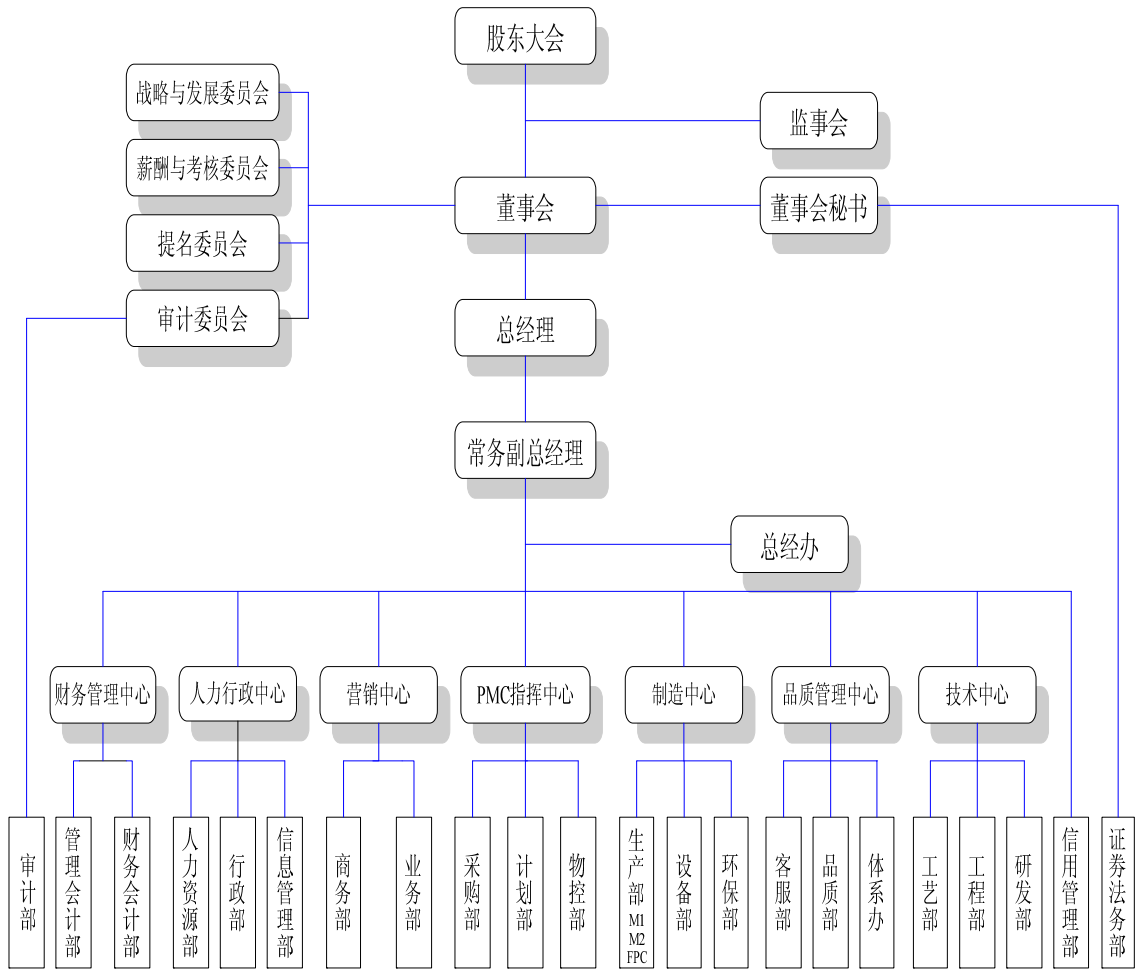 股东大会
战略与发展委员会
监事会
薪酬与考核委员会
董事会
董事会秘书
提名委员会
审计委员会
总经理
常务副总经理
总经办
财务管理中心
人力行政中心
营销中心
PMC指挥中心
制造中心
品质管理中心
技术中心
审计部
管理会计部
财务会计部
人力资源部
行政部
信息管理部
商务部
业务部
采购部
计划部
物控部
生产部
M1
M2
FPC
设备部
环保部
客服部
品质部
体系办
工艺部
工程部
研发部
信用管理部
证券法务部